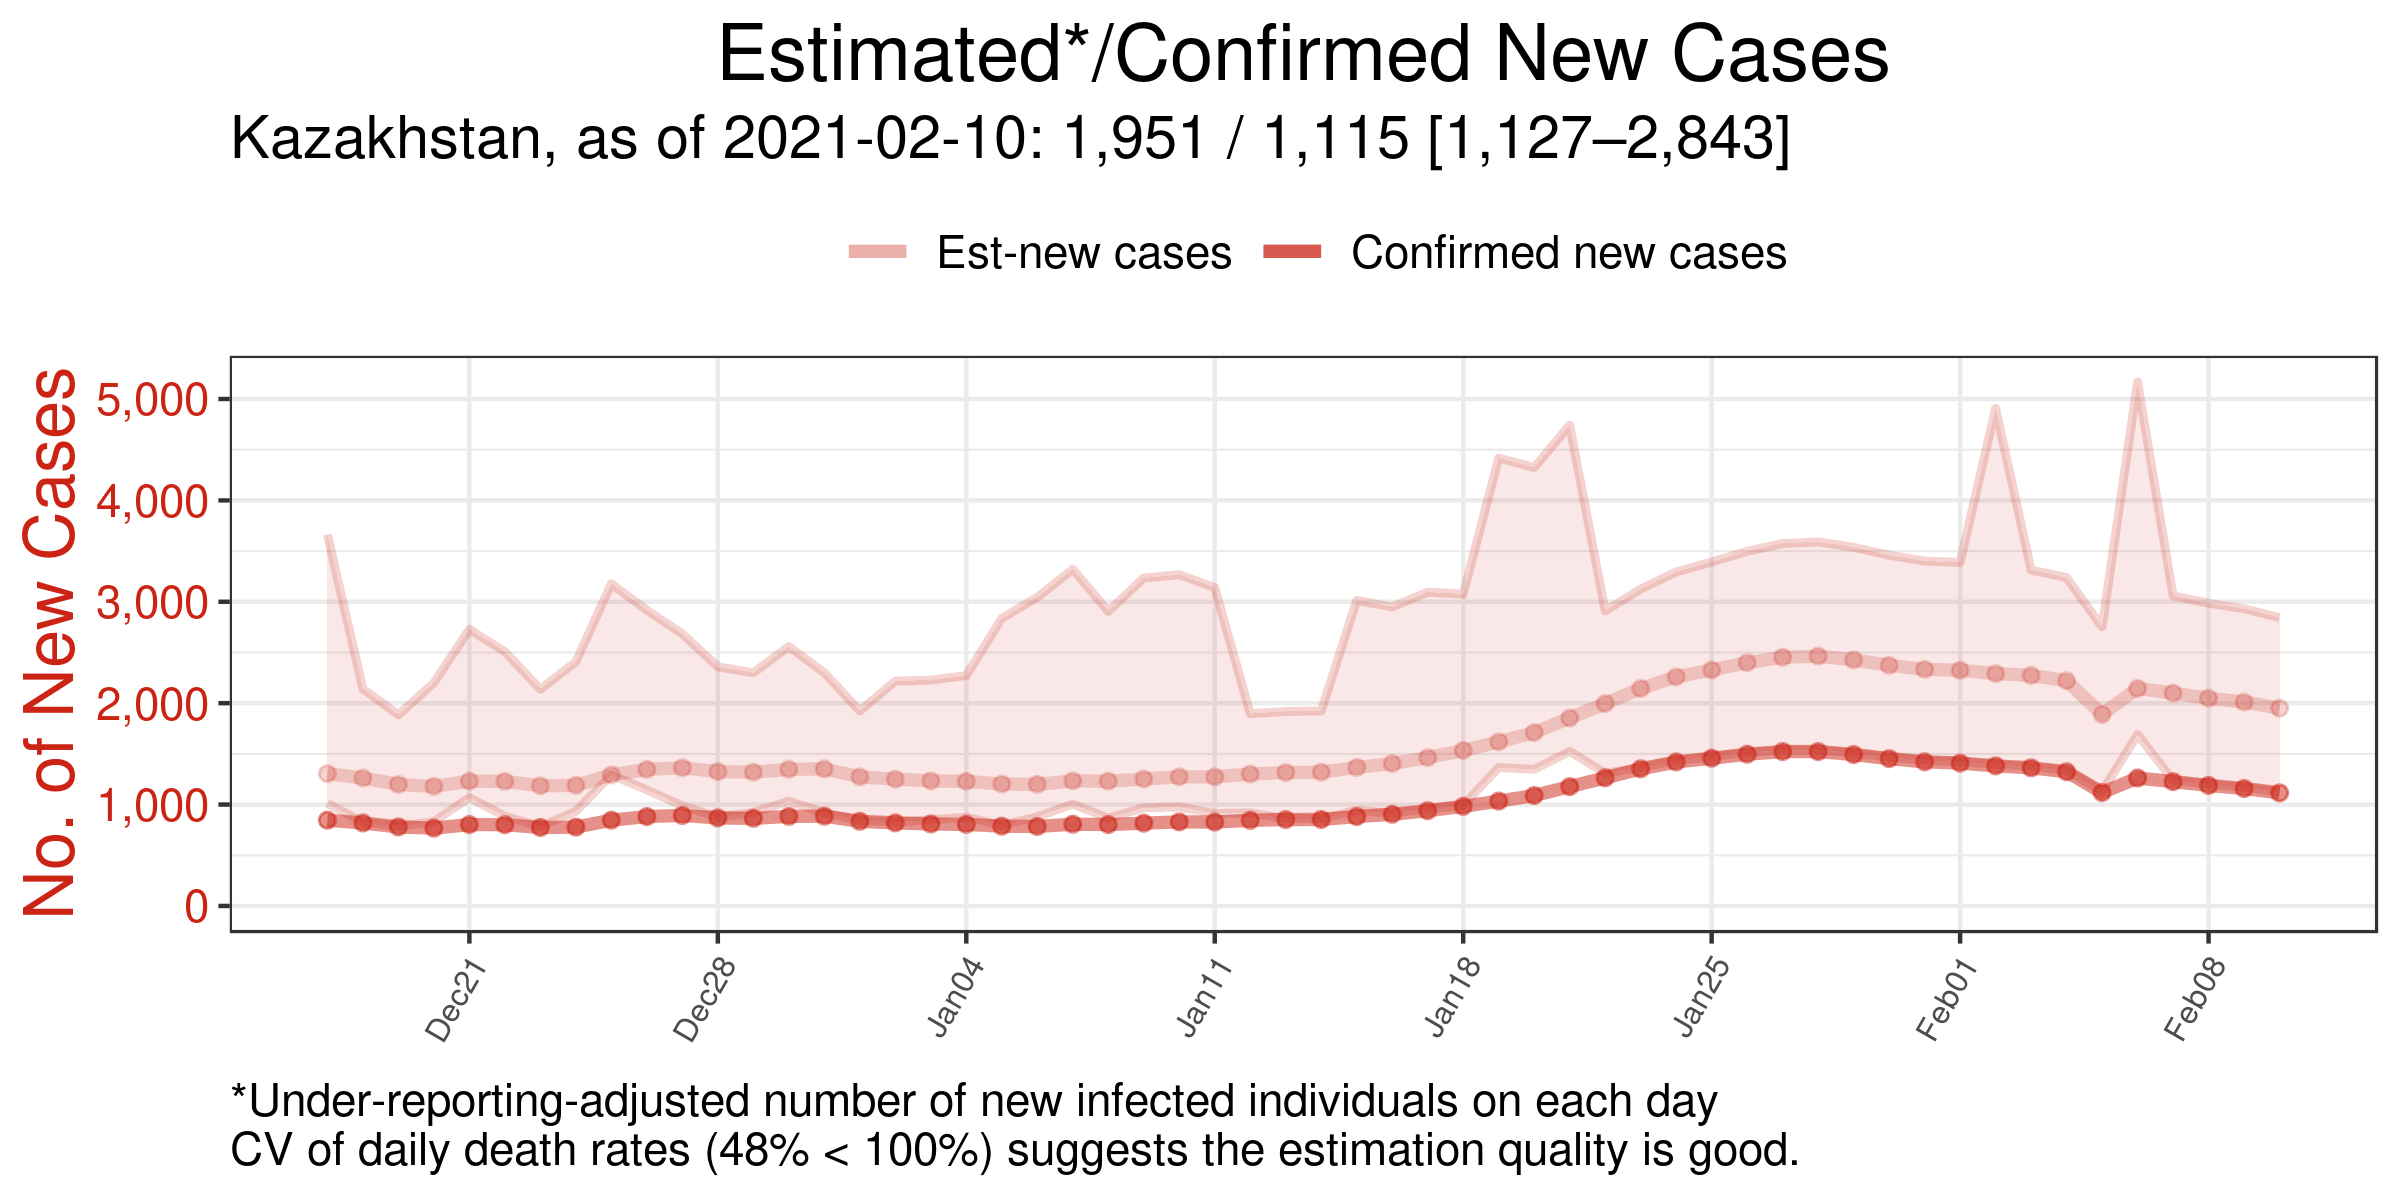 Estimated*/Confirmed New Cases
Kazakhstan, as of 2021-02-10: 1,951 / 1,115 [1,127–2,843]
Est-new cases
Confirmed new cases
No. of New Cases
5,000
4,000
3,000
2,000
1,000
0
Dec21
Dec28
Jan04
Jan11
Jan18
Jan25
Feb01
Feb08
*Under-reporting-adjusted number of new infected individuals on each day
CV of daily death rates (48% < 100%) suggests the estimation quality is good.